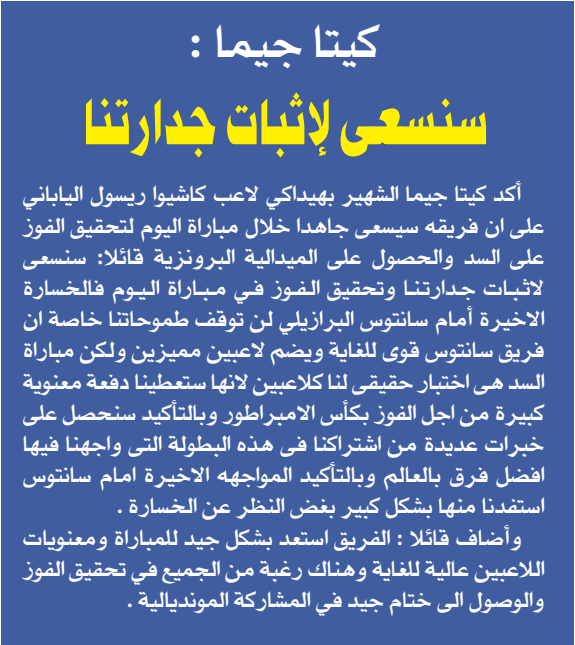 كيتا جيما :
سنسعى لإثبات جدارتنا
أكد كيتا جيما الشهير بهيداكي لاعب كاشيوا ريسول الياباني
على ان فريقه سيسعى جاهدا خلال مباراة اليوم لتحقيق الفوز
على السد والحصول على الميدالية البرونزية قائلا: سنسعى
لاثبات جدارتنا وتحقيق الفوز في مباراة اليوم فالخسارة
الاخيرة أمام سانتوس البرازيلي لن توقف طموحاتنا خاصة ان
فريق سانتوس قوى للغاية ويضم لاعبين مميزين ولكن مباراة
السد هى اختبار حقيقى لنا كلاعبين لانها ستعطينا دفعة معنوية
كبيرة من اجل الفوز بكأس الامبراطور وبالتأكيد سنحصل على
خبرات عديدة من اشتراكنا فى هذه البطولة التى واجهنا فيها
افضل فرق بالعالم وبالتأكيد المواجهه الاخيرة امام سانتوس
استفدنا منها بشكل كبير بغض النظر عن الخسارة .
وأضاف قائلا : الفريق استعد بشكل جيد للمباراة ومعنويات
اللاعبين عالية للغاية وهناك رغبة من الجميع في تحقيق الفوز
والوصول الى ختام جيد في المشاركة المونديالية .